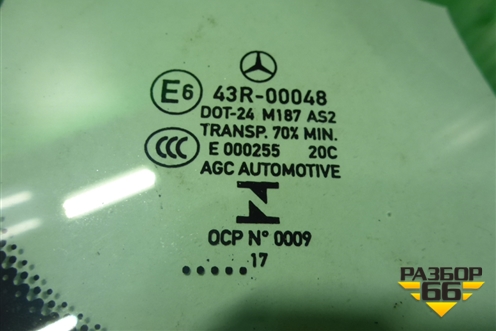 E6 43R-00048
DOT-24 M187 AS2
TRANSP. 70% MIN.
CCC E 000255 20C
AGC AUTOMOTIVE
N
OCP N° 0009
17
РАЗБОР
66